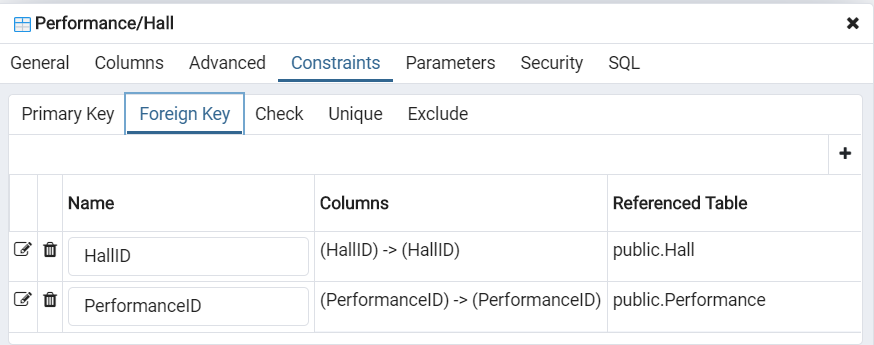 Performance/Hall
General Columns Advanced Constraints Parameters Security SQL
Primary Key Foreign Key Check Unique Exclude
Name Columns Referenced Table
HallID (HallID) -> (HallID) public.Hall
PerformanceID (PerformanceID) -> (PerformanceID) public.Performance